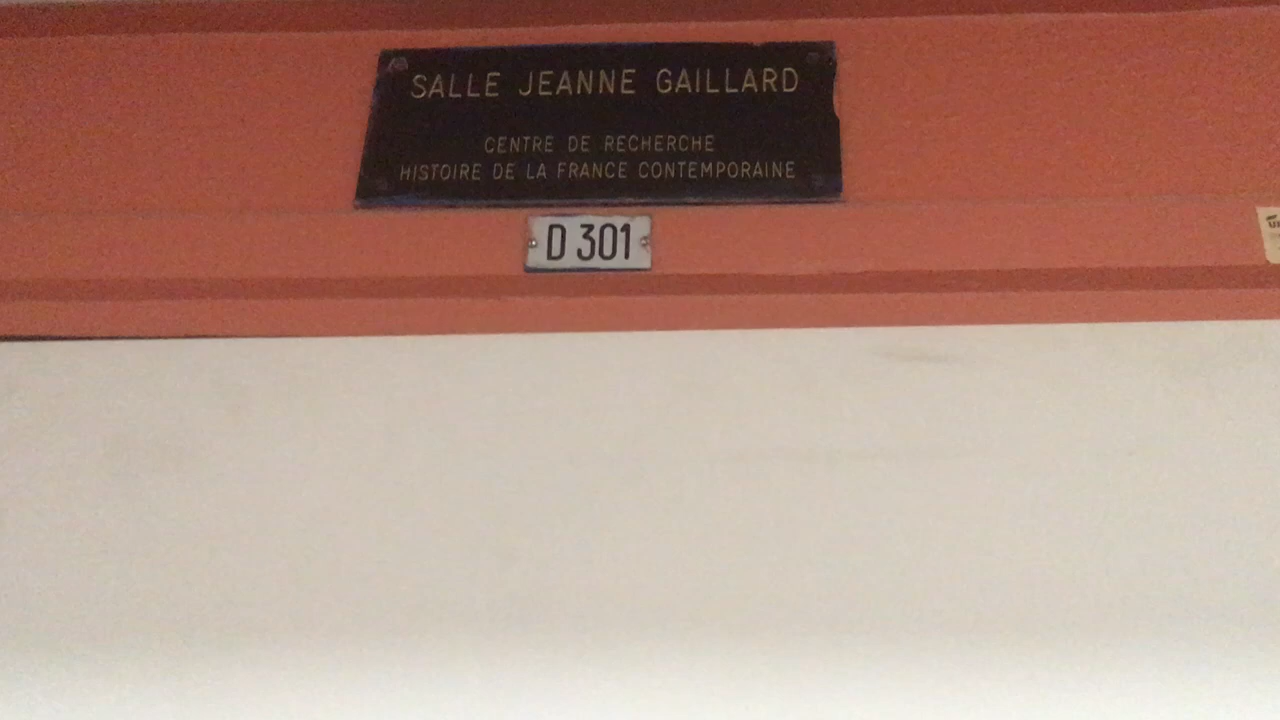 SALLE JEANNE GAILLARD
CENTRE DE RECHERCHE
HISTOIRE DE LA FRANCE CONTEMPORAINE
D 301